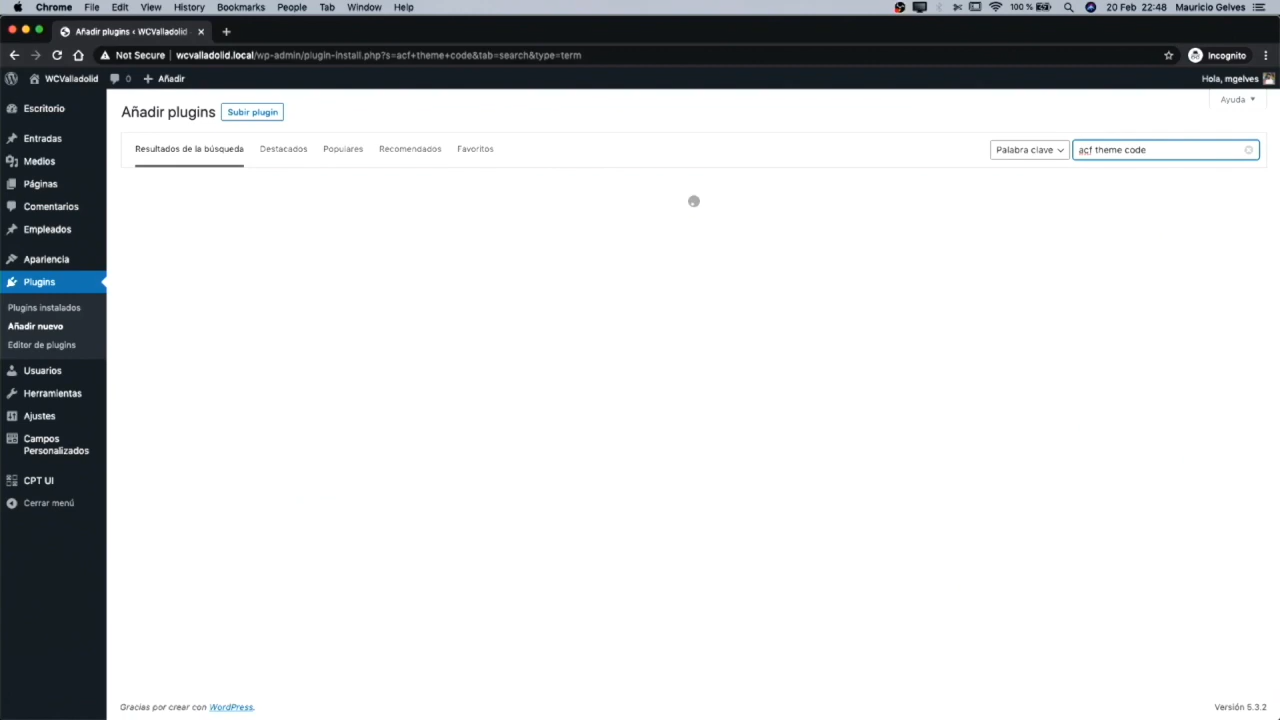 Chrome File Edit View History Bookmarks People Tab Window Help 100 % 20 Feb 22:48 Mauricio Gelves
Añadir plugins ‹ WCValladolid
Not Secure wcvalladolid.local/wp-admin/plugin-install.php?s=acf+theme+code&tab=search&type=term Incognito
WCValladolid 0 Añadir Hola, mgelves
Ayuda
Añadir plugins Subir plugin
Resultados de la búsqueda Destacados Populares Recomendados Favoritos Palabra clave acf theme code
Escritorio
Entradas
Medios
Páginas
Comentarios
Empleados
Apariencia
Plugins
Plugins instalados
Añadir nuevo
Editor de plugins
Usuarios
Herramientas
Ajustes
Campos
Personalizados
CPT UI
Cerrar menú
Gracias por crear con WordPress. Versión 5.3.2